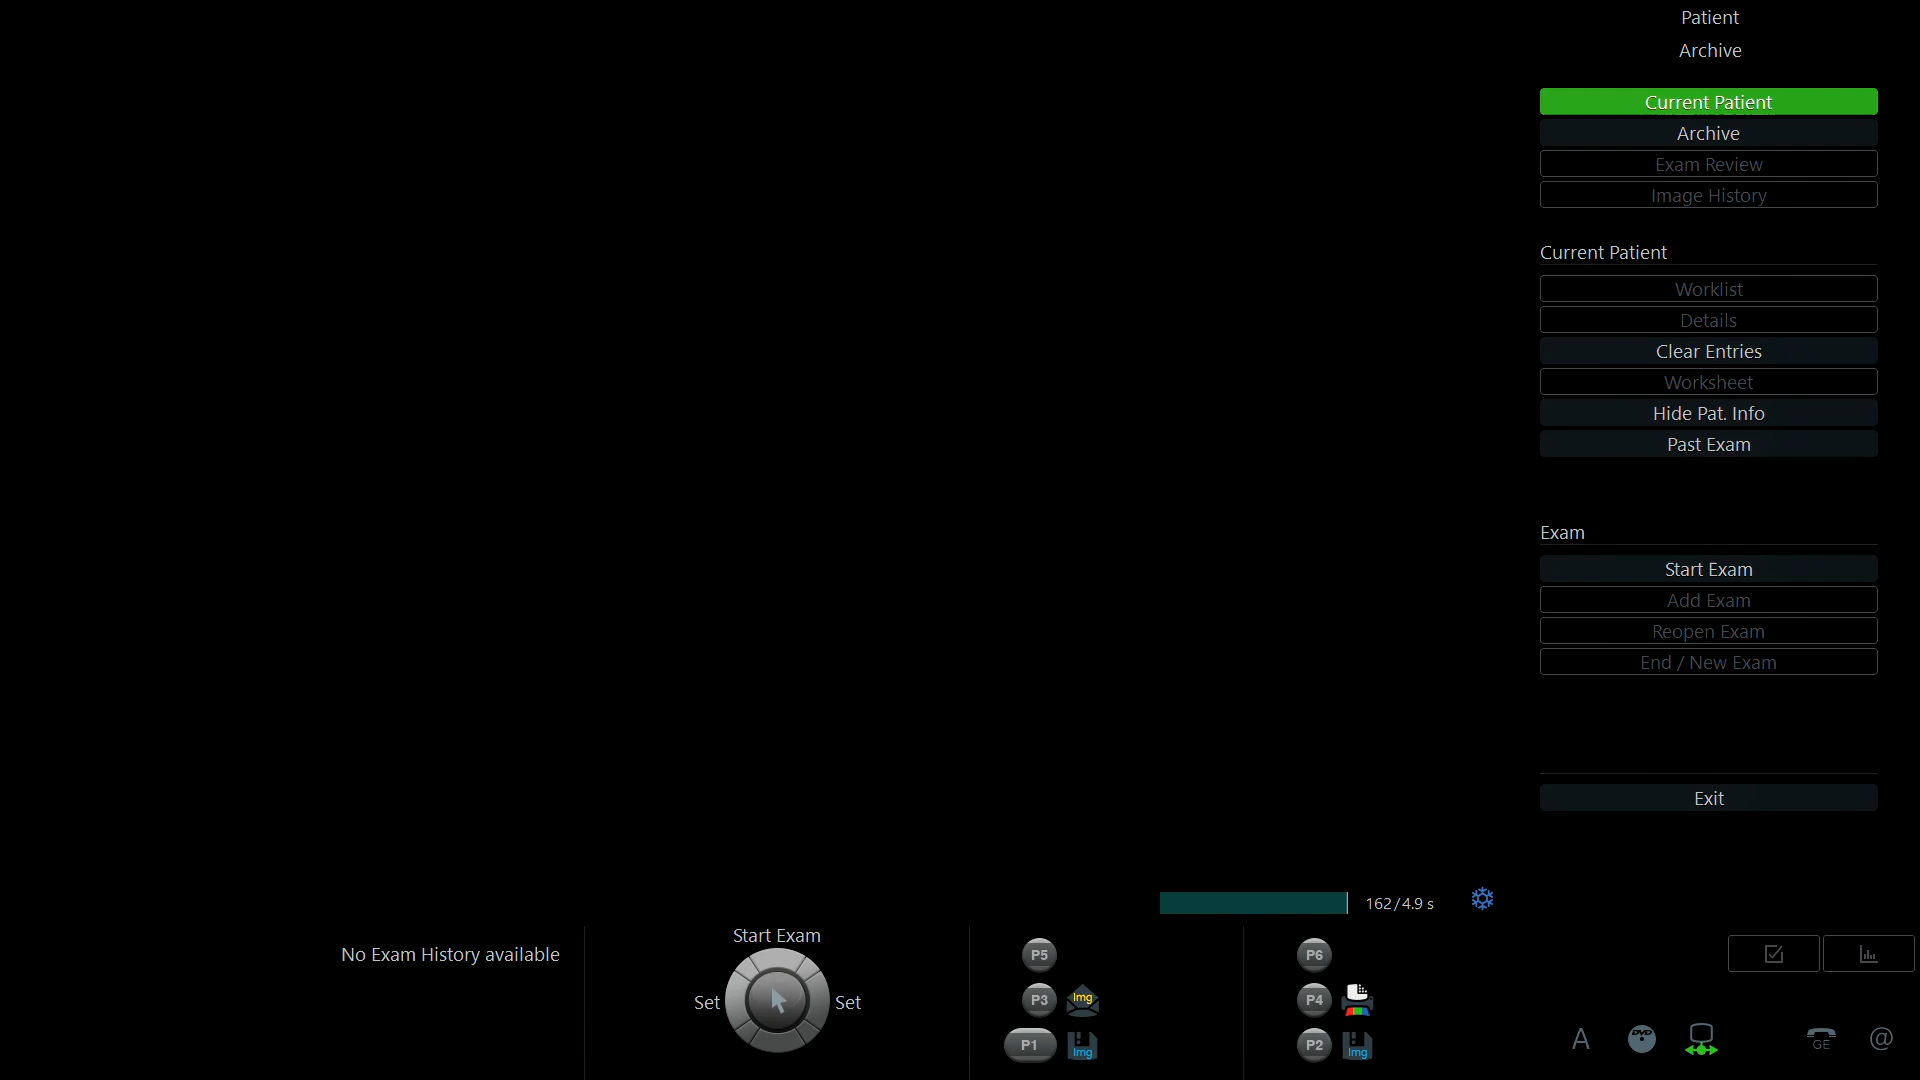 Patient
Archive
Current Patient
Archive
Exam Review
Image History
Current Patient
Worklist
Details
Clear Entries
Worksheet
Hide Pat. Info
Past Exam
Exam
Start Exam
Add Exam
Reopen Exam
End / New Exam
Exit
162/4.9 s
No Exam History available
Start Exam
Set
Set
P5
P3
Img
P1
Img
P6
P4
P2
Img
A
DVD
GE
@